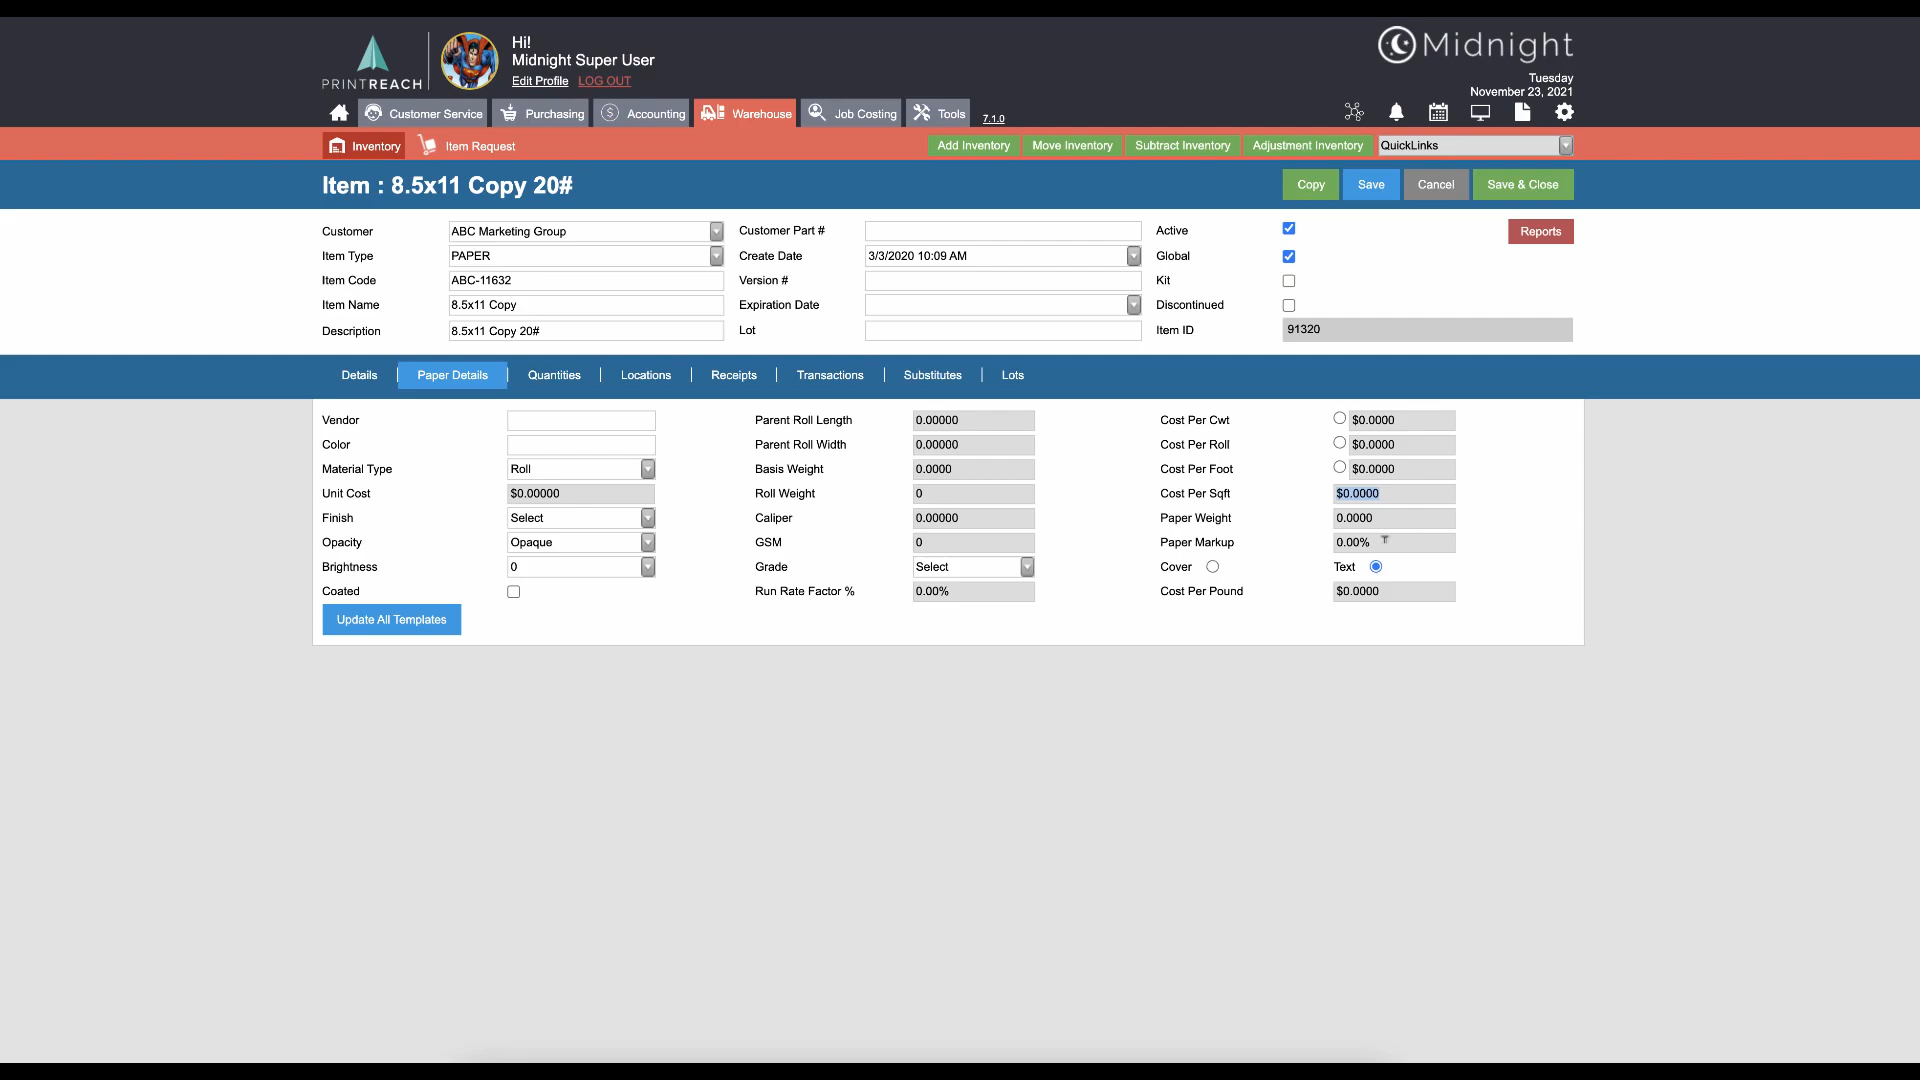 PRINTREACH
Hi!
Midnight Super User
Edit Profile LOG OUT
Midnight
Tuesday
November 23, 2021
Customer Service Purchasing Accounting Warehouse Job Costing Tools 7.1.0
Inventory Item Request Add Inventory Move Inventory Subtract Inventory Adjustment Inventory QuickLinks
Item : 8.5x11 Copy 20# Copy Save Cancel Save & Close
Customer ABC Marketing Group Customer Part # Active Reports
Item Type PAPER Create Date 3/3/2020 10:09 AM Global
Item Code ABC-11632 Version # Kit
Item Name 8.5x11 Copy Expiration Date Discontinued
Description 8.5x11 Copy 20# Lot Item ID 91320
Details Paper Details Quantities Locations Receipts Transactions Substitutes Lots
Vendor Parent Roll Length 0.00000 Cost Per Cwt $0.0000
Color Parent Roll Width 0.00000 Cost Per Roll $0.0000
Material Type Roll Basis Weight 0.0000 Cost Per Foot $0.0000
Unit Cost $0.00000 Roll Weight 0 Cost Per Sqft $0.0000
Finish Select Caliper 0.00000 Paper Weight 0.0000
Opacity Opaque GSM 0 Paper Markup 0.00%
Brightness 0 Grade Select Cover Text
Coated Run Rate Factor % 0.00% Cost Per Pound $0.0000
Update All Templates